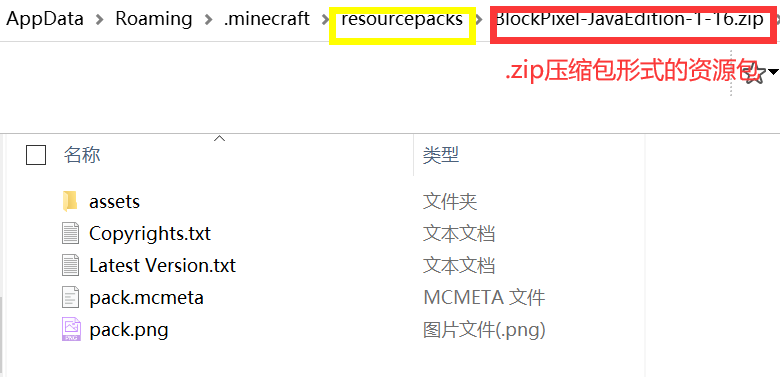 AppData > Roaming > .minecraft > resourcepacks > BlockPixel-JavaEdition-1-16.zip
.zip压缩包形式的资源包
名称 类型
assets 文件夹
Copyrights.txt 文本文档
Latest Version.txt 文本文档
pack.mcmeta MCMETA 文件
pack.png 图片文件(.png)